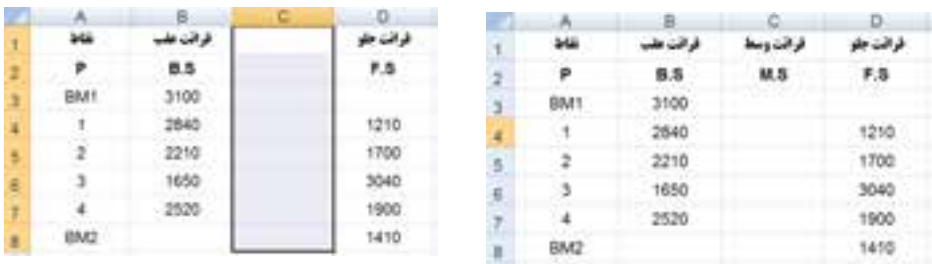 A B C D
1 نقاط قرائت عقب قرائت جلو
2 P B.S F.S
3 BM1 3100
4 1 2840 1210
5 2 2210 1700
6 3 1650 3040
7 4 2520 1900
8 BM2 1410
A B C D
1 نقاط قرائت عقب قرائت وسط قرائت جلو
2 P B.S M.S F.S
3 BM1 3100
4 1 2840 1210
5 2 2210 1700
6 3 1650 3040
7 4 2520 1900
8 BM2 1410